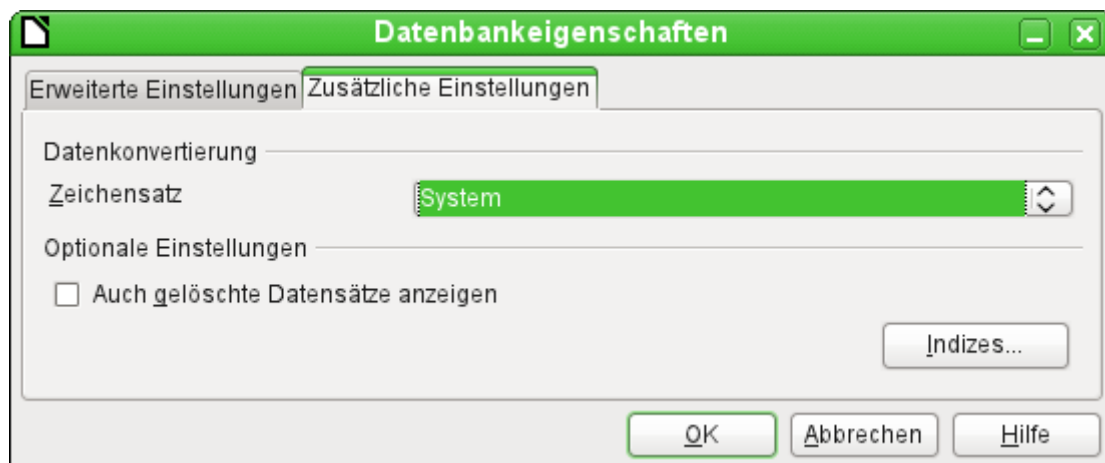 Datenbankeigenschaften
Erweiterte Einstellungen Zusätzliche Einstellungen
Datenkonvertierung
Zeichensatz System
Optionale Einstellungen
Auch gelöschte Datensätze anzeigen
Indizes...
OK Abbrechen Hilfe